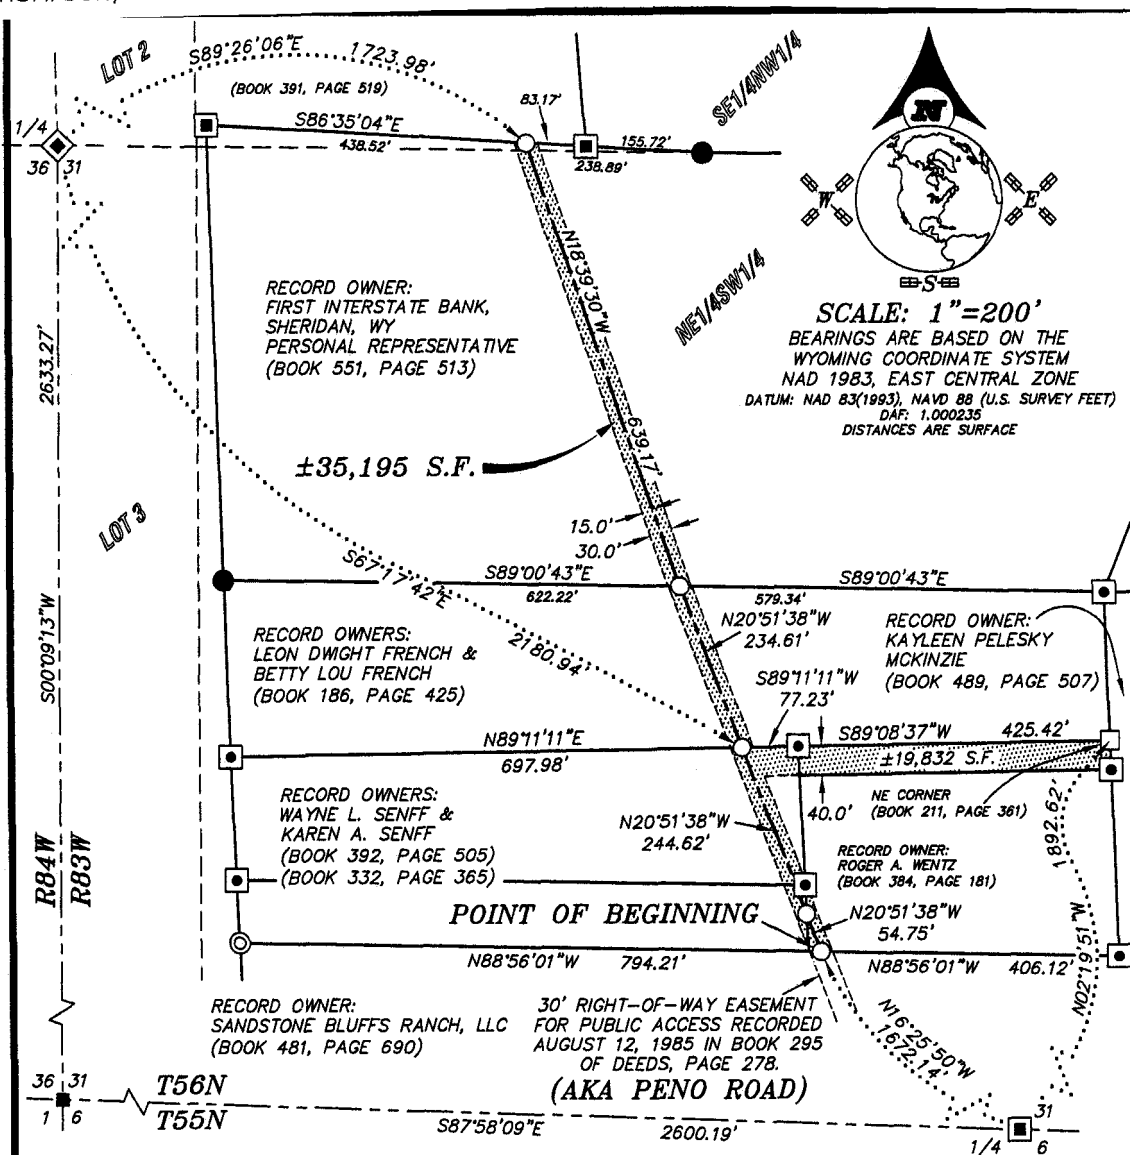 LOT 2
S89°26'06"E 1723.98'
(BOOK 391, PAGE 519)
SE1/4NW1/4
N
W
E
S
1/4
36 31
S86°35'04"E
438.52'
83.17'
155.72'
238.89'
NE1/4SW1/4
N18°39'30"W
639.17'
SCALE: 1"=200'
BEARINGS ARE BASED ON THE
WYOMING COORDINATE SYSTEM
NAD 1983, EAST CENTRAL ZONE
DATUM: NAD 83(1993), NAVD 88 (U.S. SURVEY FEET)
DAF: 1.000235
DISTANCES ARE SURFACE
RECORD OWNER:
FIRST INTERSTATE BANK,
SHERIDAN, WY
PERSONAL REPRESENTATIVE
(BOOK 551, PAGE 513)
2633.27'
S00°09'13"W
±35,195 S.F.
LOT 3
15.0'
30.0'
S67°17'42"E
2180.94'
S89°00'43"E
622.22'
S89°00'43"E
579.34'
N20°51'38"W
234.61'
RECORD OWNERS:
LEON DWIGHT FRENCH &
BETTY LOU FRENCH
(BOOK 186, PAGE 425)
RECORD OWNER:
KAYLEEN PELESKY
MCKINZIE
(BOOK 489, PAGE 507)
S89°11'11"W
77.23'
S89°08'37"W 425.42'
N89°11'11"E
697.98'
±19,832 S.F.
40.0'
NE CORNER
(BOOK 211, PAGE 361)
RECORD OWNERS:
WAYNE L. SENFF &
KAREN A. SENFF
(BOOK 392, PAGE 505)
(BOOK 332, PAGE 365)
N20°51'38"W
244.62'
1892.62'
N02°19'51"W
RECORD OWNER:
ROGER A. WENTZ
(BOOK 384, PAGE 181)
R84W
R83W
POINT OF BEGINNING
N20°51'38"W
54.75'
N88°56'01"W 794.21'
N88°56'01"W 406.12'
RECORD OWNER:
SANDSTONE BLUFFS RANCH, LLC
(BOOK 481, PAGE 690)
30' RIGHT-OF-WAY EASEMENT
FOR PUBLIC ACCESS RECORDED
AUGUST 12, 1985 IN BOOK 295
OF DEEDS, PAGE 278.
(AKA PENO ROAD)
N16°25'50"W
1672.14'
36 31
1 6
T56N
T55N
S87°58'09"E 2600.19'
31
1/4 6